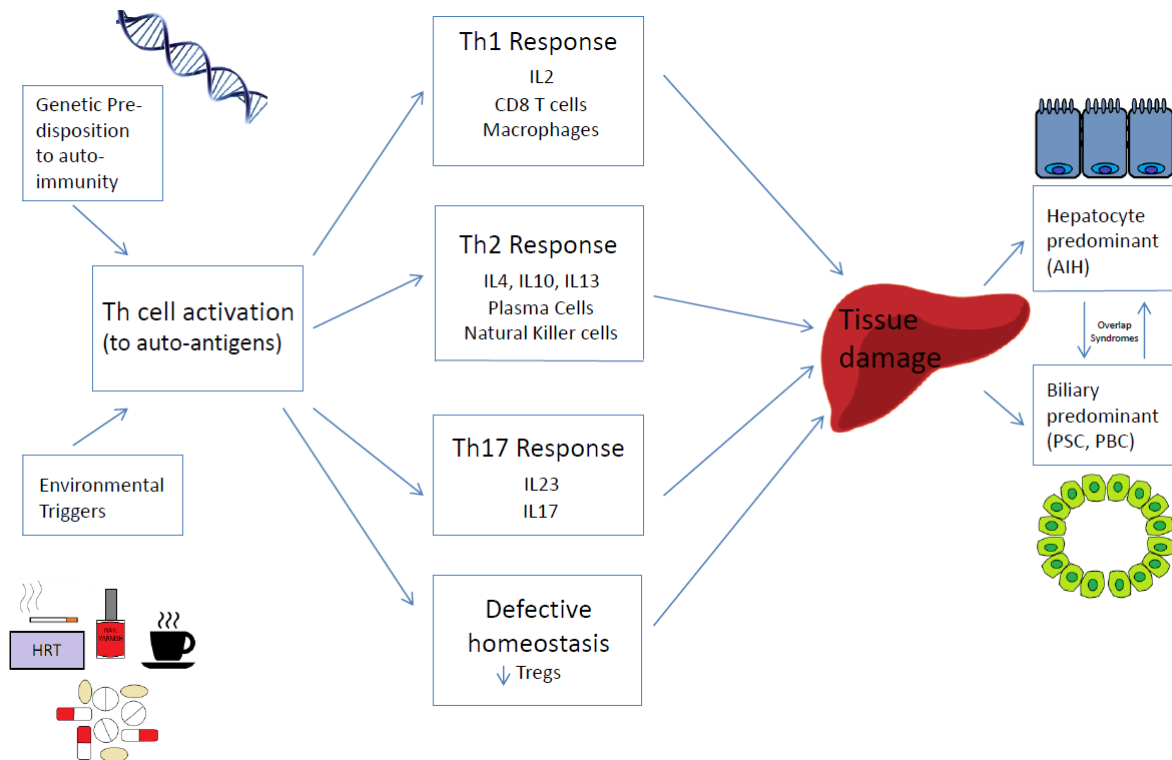 Genetic Pre-
disposition
to auto-
immunity
Th cell activation
(to auto-antigens)
Environmental
Triggers
HRT
NAIL
VARNISH
Th1 Response
IL2
CD8 T cells
Macrophages
Th2 Response
IL4, IL10, IL13
Plasma Cells
Natural Killer cells
Th17 Response
IL23
IL17
Defective
homeostasis
Tregs
Tissue
damage
Hepatocyte
predominant
(AIH)
Overlap
Syndromes
Biliary
predominant
(PSC, PBC)